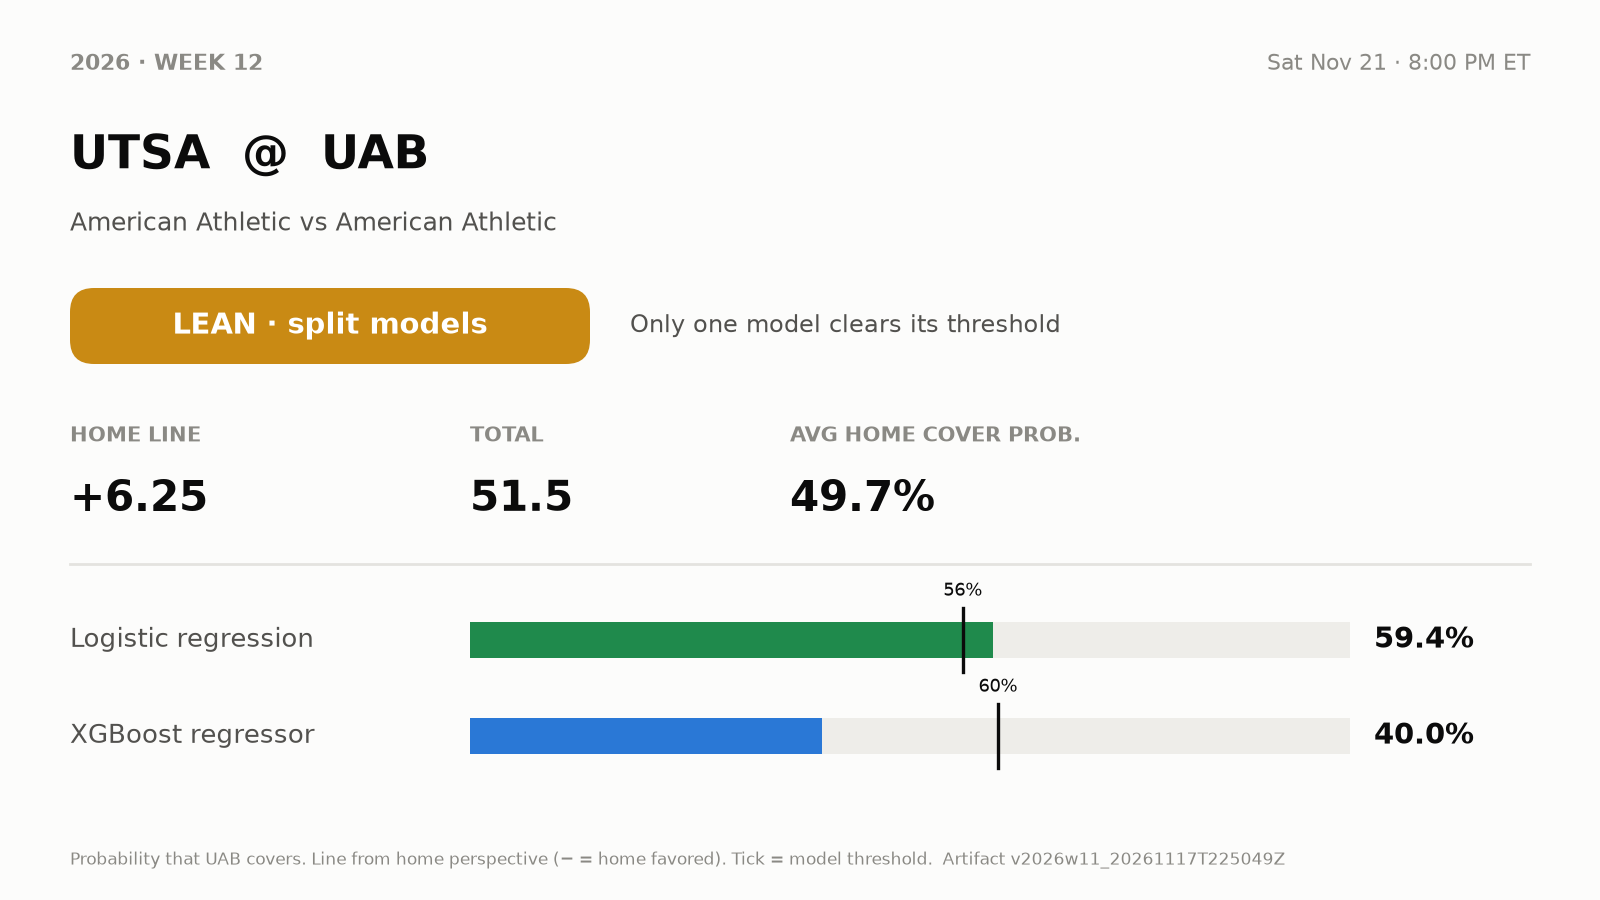 2026 · WEEK 12
Sat Nov 21 · 8:00 PM ET
UTSA @ UAB
American Athletic vs American Athletic
LEAN · split models
Only one model clears its threshold
HOME LINE
TOTAL
AVG HOME COVER PROB.
+6.25
51.5
49.7%
56%
Logistic regression
59.4%
60%
XGBoost regressor
40.0%
Probability that UAB covers. Line from home perspective (− = home favored). Tick = model threshold.  Artifact v2026w11_20261117T225049Z